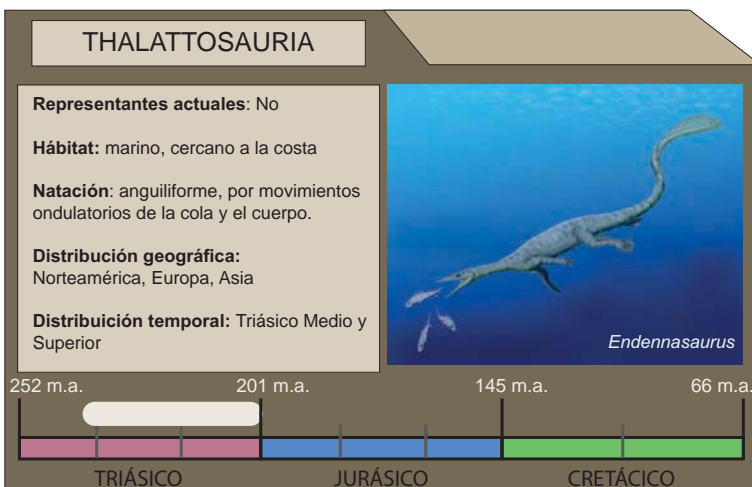 THALATTOSAURIA
Representantes actuales: No
Hábitat: marino, cercano a la costa
Natación: anguiliforme, por movimientos
ondulatorios de la cola y el cuerpo.
Distribución geográfica:
Norteamérica, Europa, Asia
Distribuición temporal: Triásico Medio y
Superior
Endennasaurus
252 m.a. 201 m.a. 145 m.a. 66 m.a.
TRIÁSICO JURÁSICO CRETÁCICO